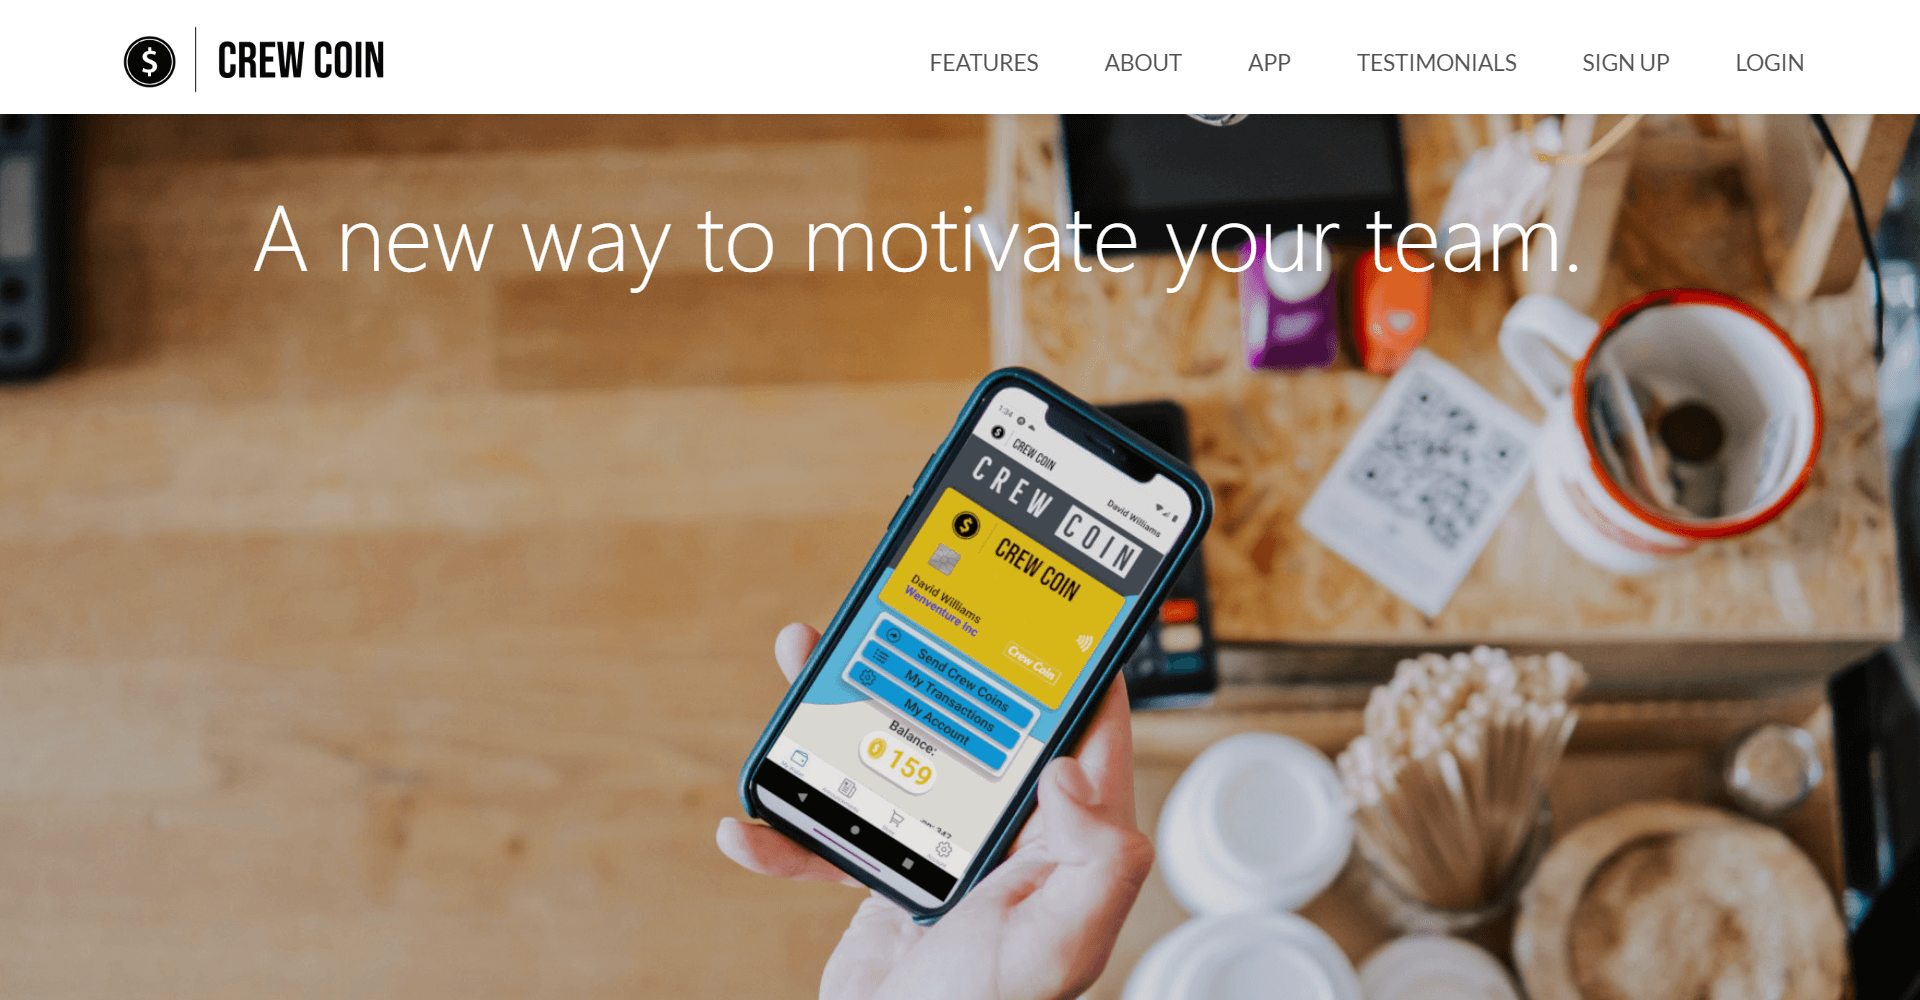 CREW COIN
FEATURES ABOUT APP TESTIMONIALS SIGN UP LOGIN
A new way to motivate your team.
1:34
CREW COIN
David Williams
CREW COIN
CREW COIN
David Williams
Wenventure Inc
Crew Coin
Send Crew Coins
My Transactions
My Account
Balance:
159